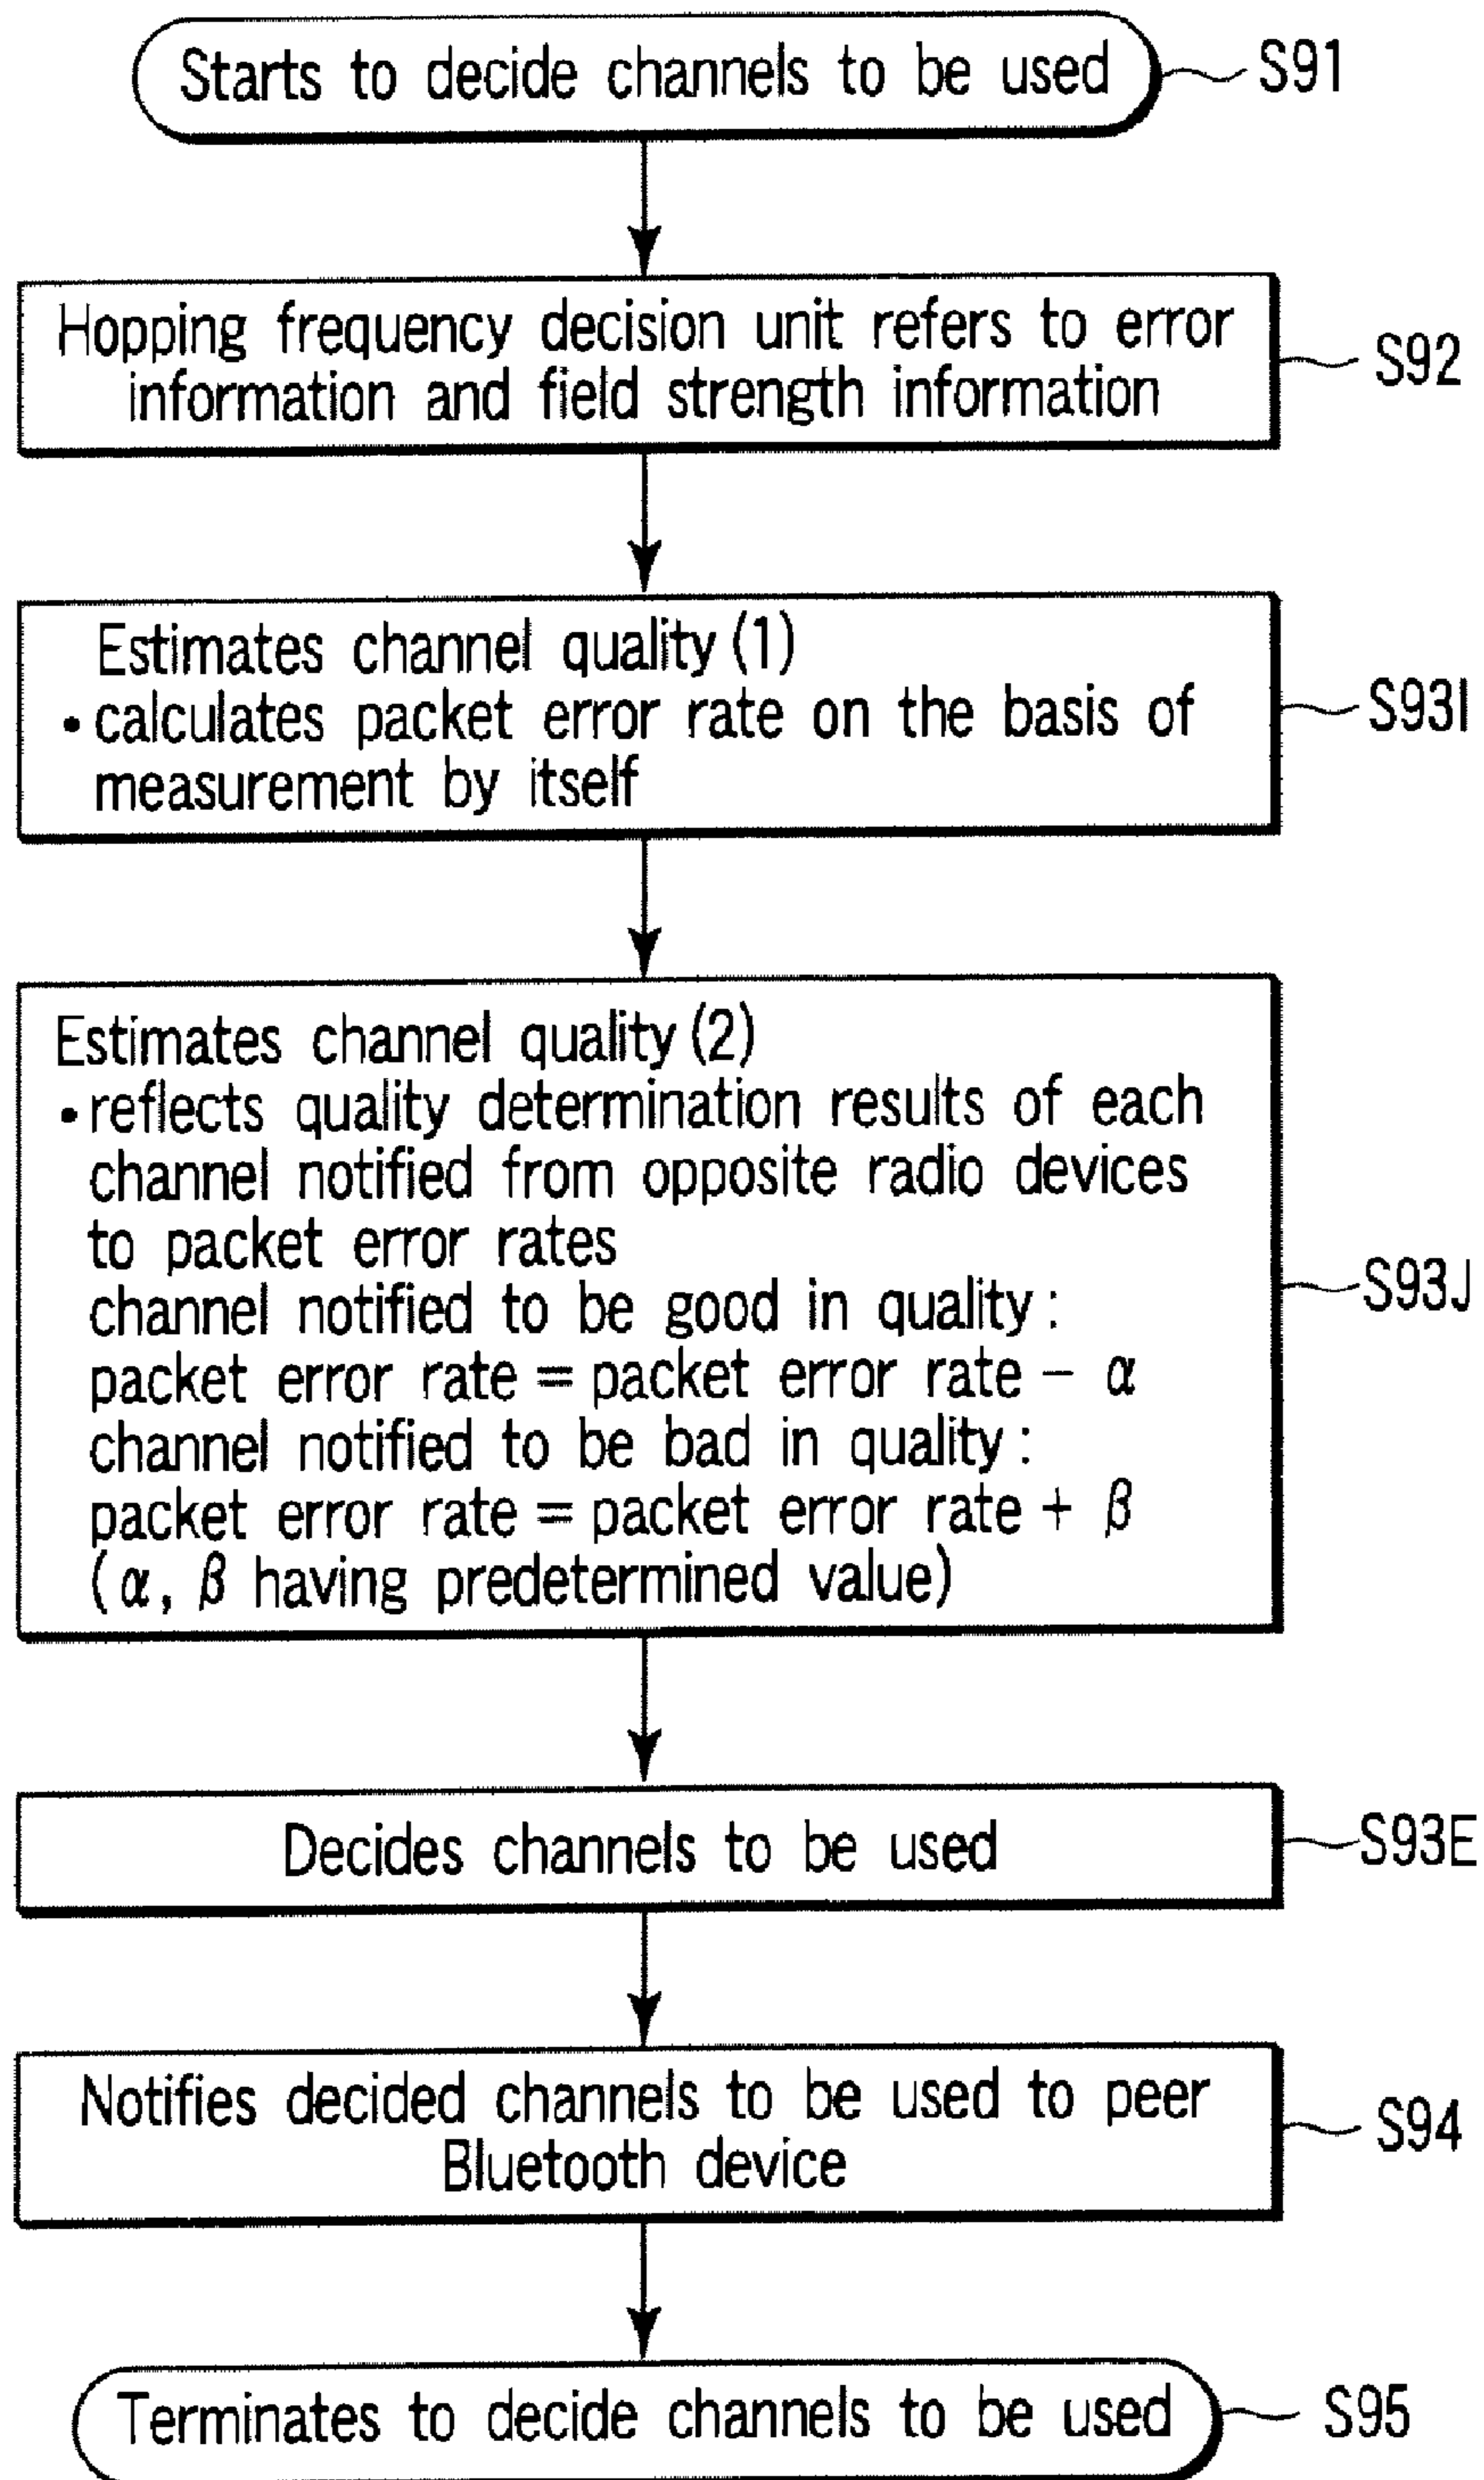 Starts to decide channels to be used
S91
Hopping frequency decision unit refers to error
information and field strength information
S92
Estimates channel quality (1)
• calculates packet error rate on the basis of
measurement by itself
S93I
Estimates channel quality (2)
• reflects quality determination results of each
channel notified from opposite radio devices
to packet error rates
channel notified to be good in quality :
packet error rate = packet error rate − α
channel notified to be bad in quality :
packet error rate = packet error rate + β
(α, β having predetermined value)
S93J
Decides channels to be used
S93E
Notifies decided channels to be used to peer
Bluetooth device
S94
Terminates to decide channels to be used
S95